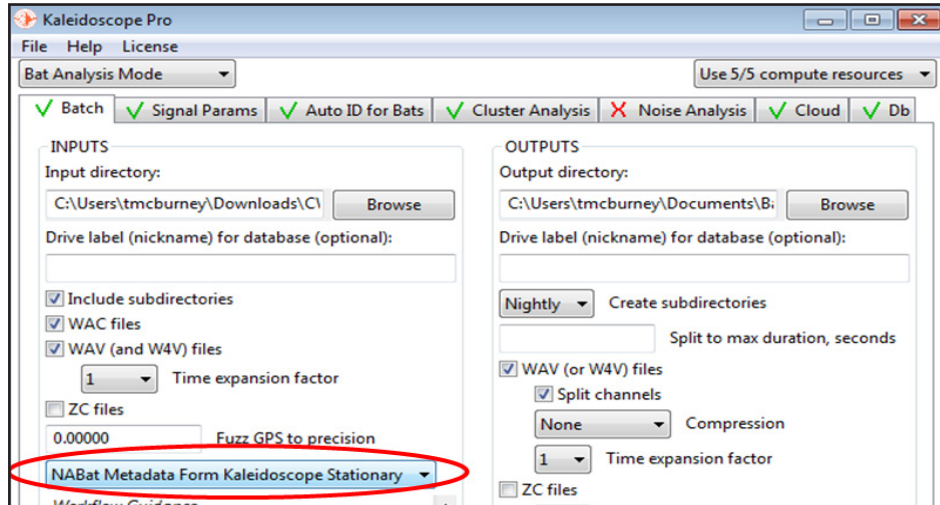 Kaleidoscope Pro
File Help License
Bat Analysis Mode
Use 5/5 compute resources
Batch
Signal Params
Auto ID for Bats
Cluster Analysis
Noise Analysis
Cloud
Db
INPUTS
Input directory:
C:\Users\tmcburney\Downloads\C\
Browse
Drive label (nickname) for database (optional):
Include subdirectories
WAC files
WAV (and W4V) files
1 Time expansion factor
ZC files
0.00000 Fuzz GPS to precision
NABat Metadata Form Kaleidoscope Stationary
Workflow Guidance
OUTPUTS
Output directory:
C:\Users\tmcburney\Documents\Ba
Browse
Drive label (nickname) for database (optional):
Nightly Create subdirectories
Split to max duration, seconds
WAV (or W4V) files
Split channels
None Compression
1 Time expansion factor
ZC files